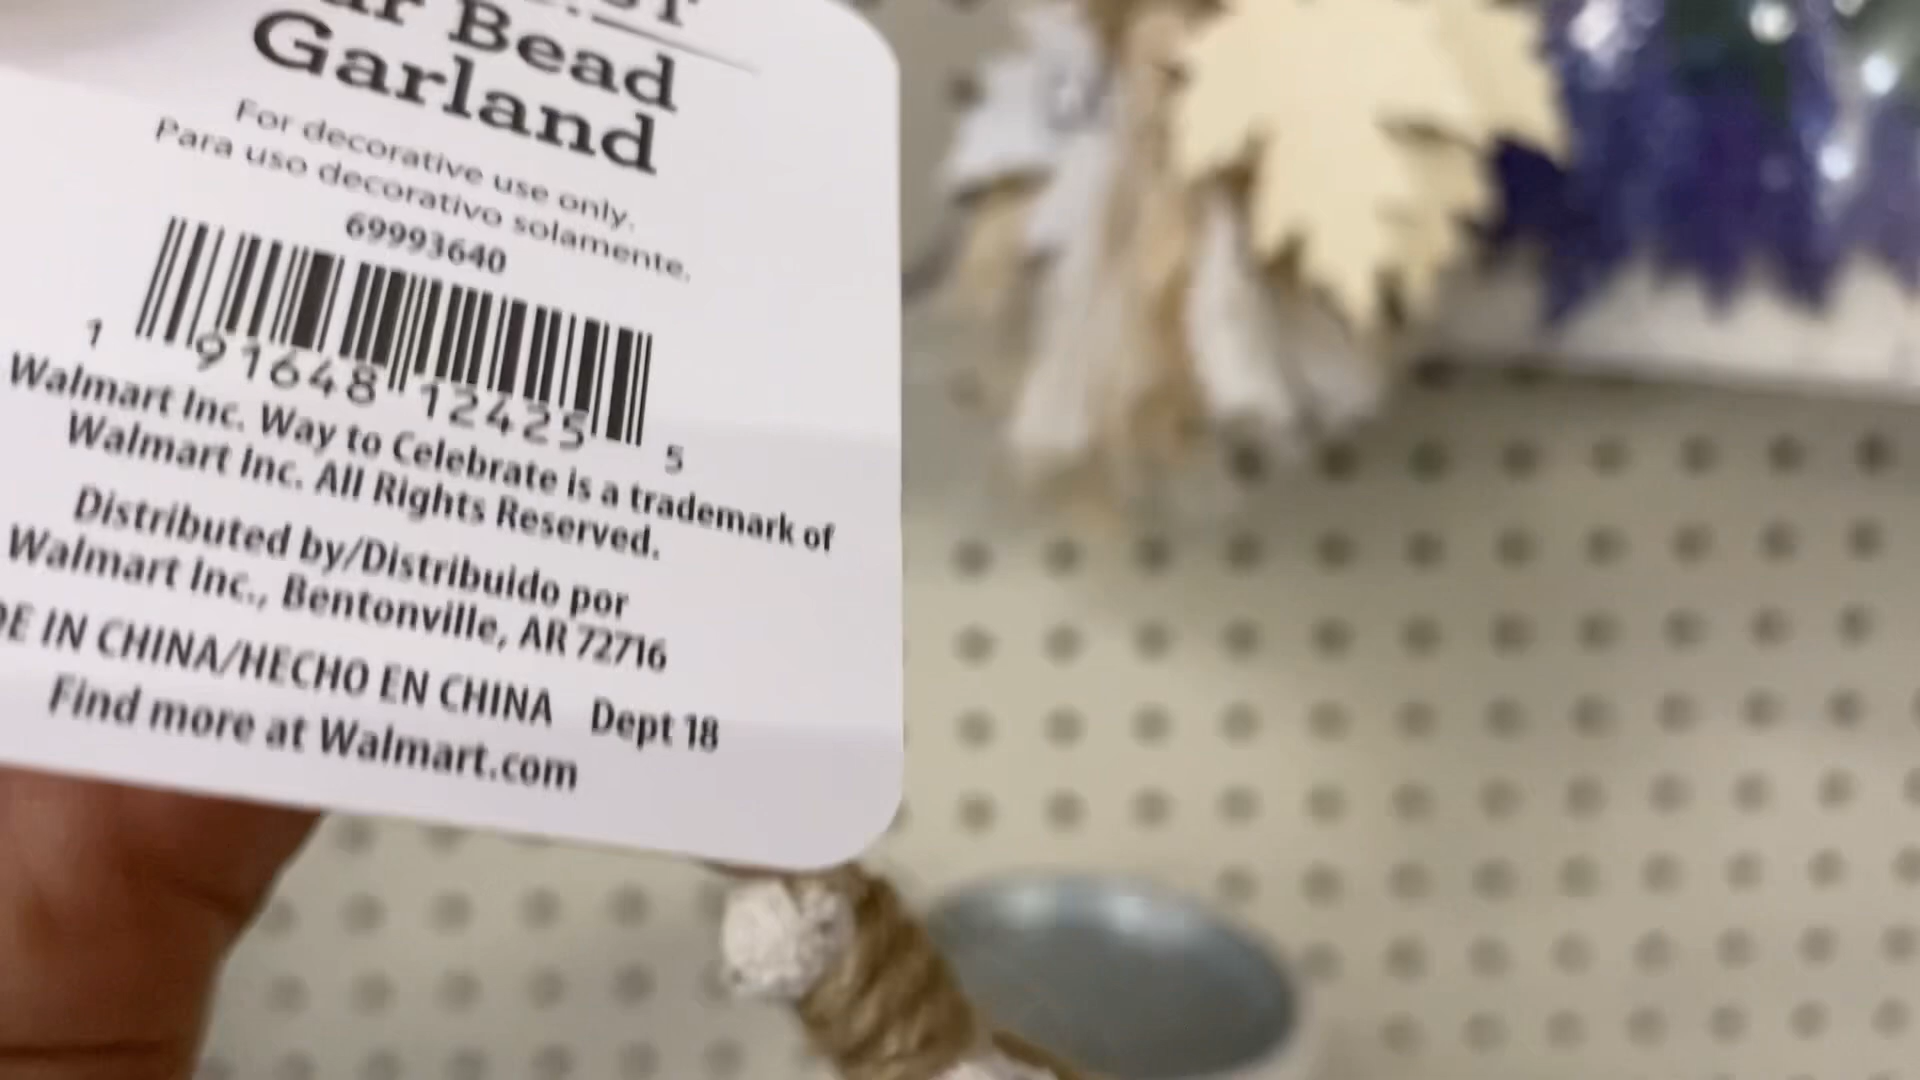 Bead
Garland
For decorative use only.
Para uso decorativo solamente.
69993640
1 91648 12425 5
Walmart Inc. Way to Celebrate is a trademark of
Walmart Inc. All Rights Reserved.
Distributed by/Distribuido por
Walmart Inc., Bentonville, AR 72716
DE IN CHINA/HECHO EN CHINA Dept 18
Find more at Walmart.com